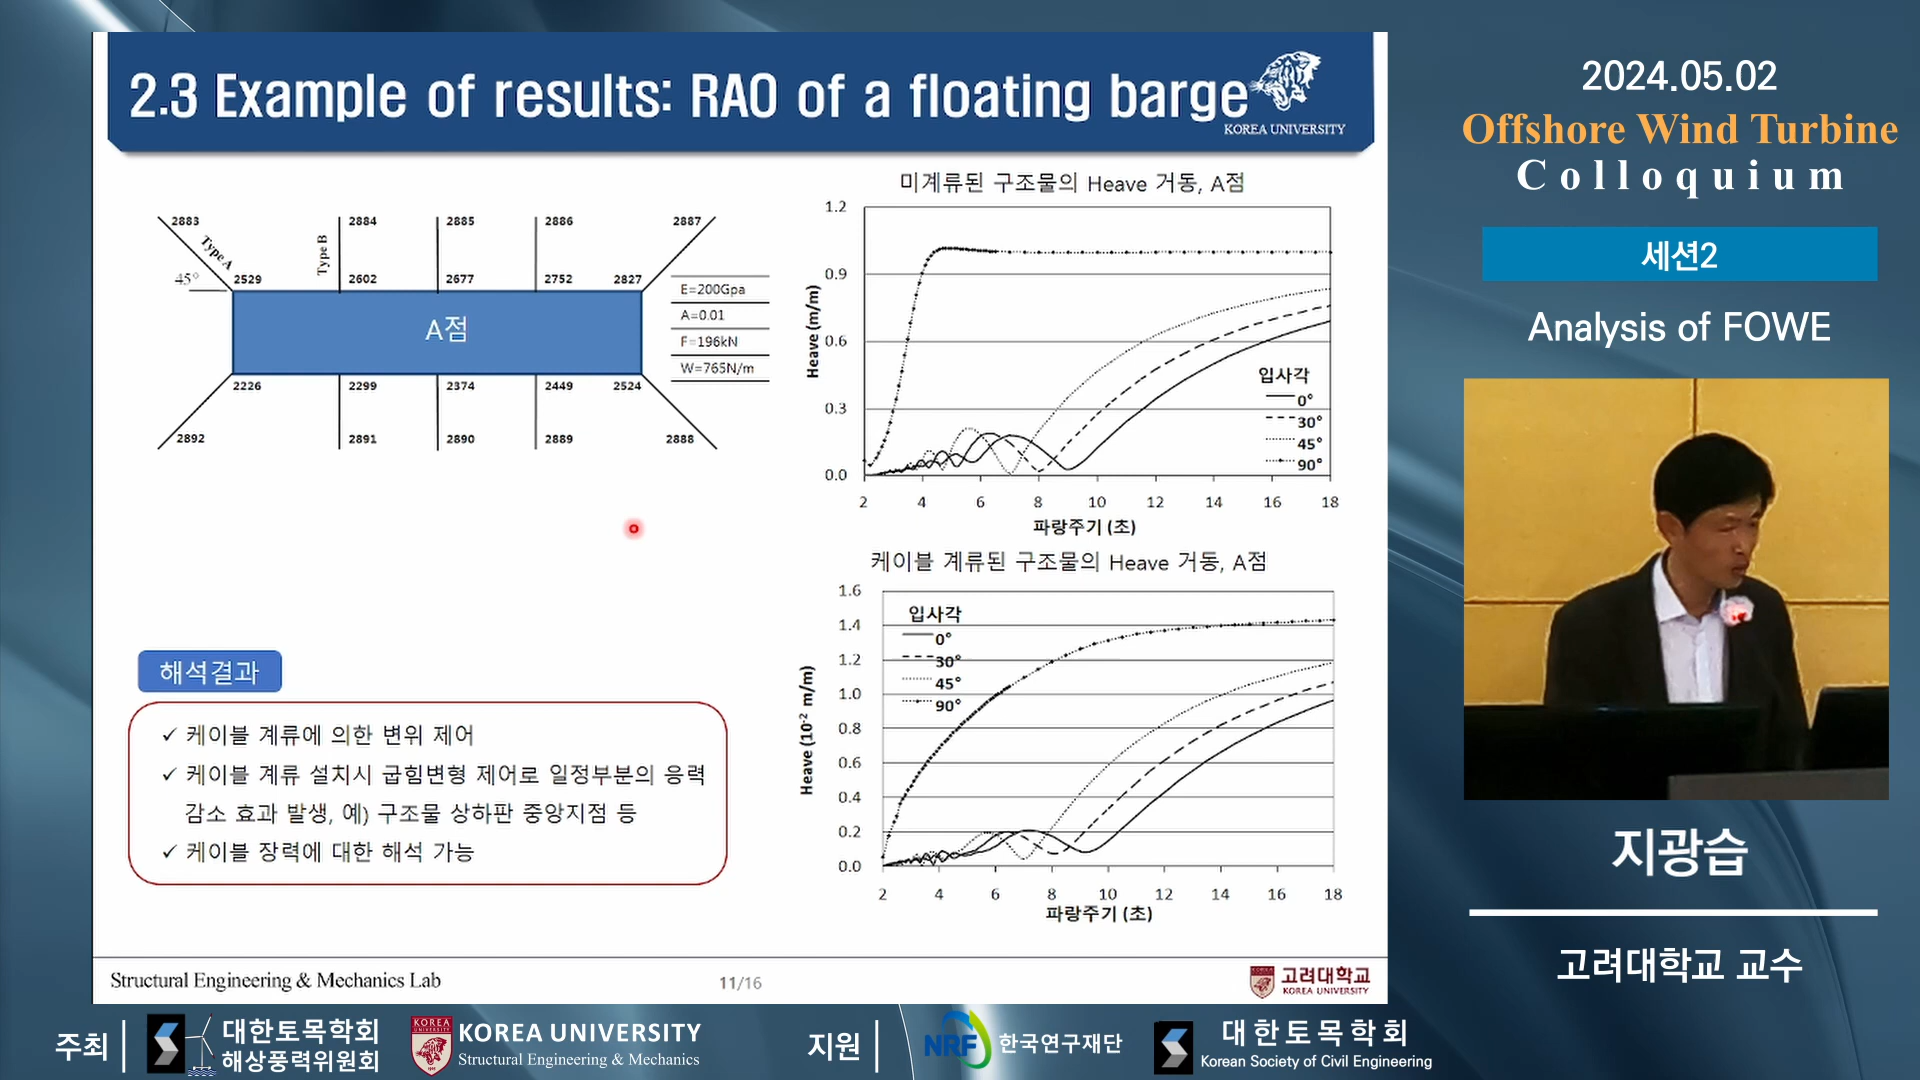 2.3 Example of results: RAO of a floating barge
KOREA UNIVERSITY
2883
2884
2885
2886
2887
Type A
Type B
45°
2529
2602
2677
2752
2827
A점
2226
2299
2374
2449
2524
2892
2891
2890
2889
2888
E=200Gpa
A=0.01
F=196kN
W=765N/m
미계류된 구조물의 Heave 거동, A점
1.2
0.9
0.6
0.3
0.0
Heave (m/m)
입사각
0°
30°
45°
90°
2 4 6 8 10 12 14 16 18
파랑주기 (초)
케이블 계류된 구조물의 Heave 거동, A점
1.6
1.4
1.2
1.0
0.8
0.6
0.4
0.2
0.0
Heave (10⁻² m/m)
입사각
0°
30°
45°
90°
2 4 6 8 10 12 14 16 18
파랑주기 (초)
해석결과
✓ 케이블 계류에 의한 변위 제어
✓ 케이블 계류 설치시 굽힘변형 제어로 일정부분의 응력
감소 효과 발생, 예) 구조물 상하판 중앙지점 등
✓ 케이블 장력에 대한 해석 가능
Structural Engineering & Mechanics Lab
11/16
고려대학교
KOREA UNIVERSITY
2024.05.02
Offshore Wind Turbine
Colloquium
세션2
Analysis of FOWE
지광습
고려대학교 교수
주최
대한토목학회
해상풍력위원회
KOREA
KOREA UNIVERSITY
Structural Engineering & Mechanics
지원
NRF
한국연구재단
대한토목학회
Korean Society of Civil Engineering